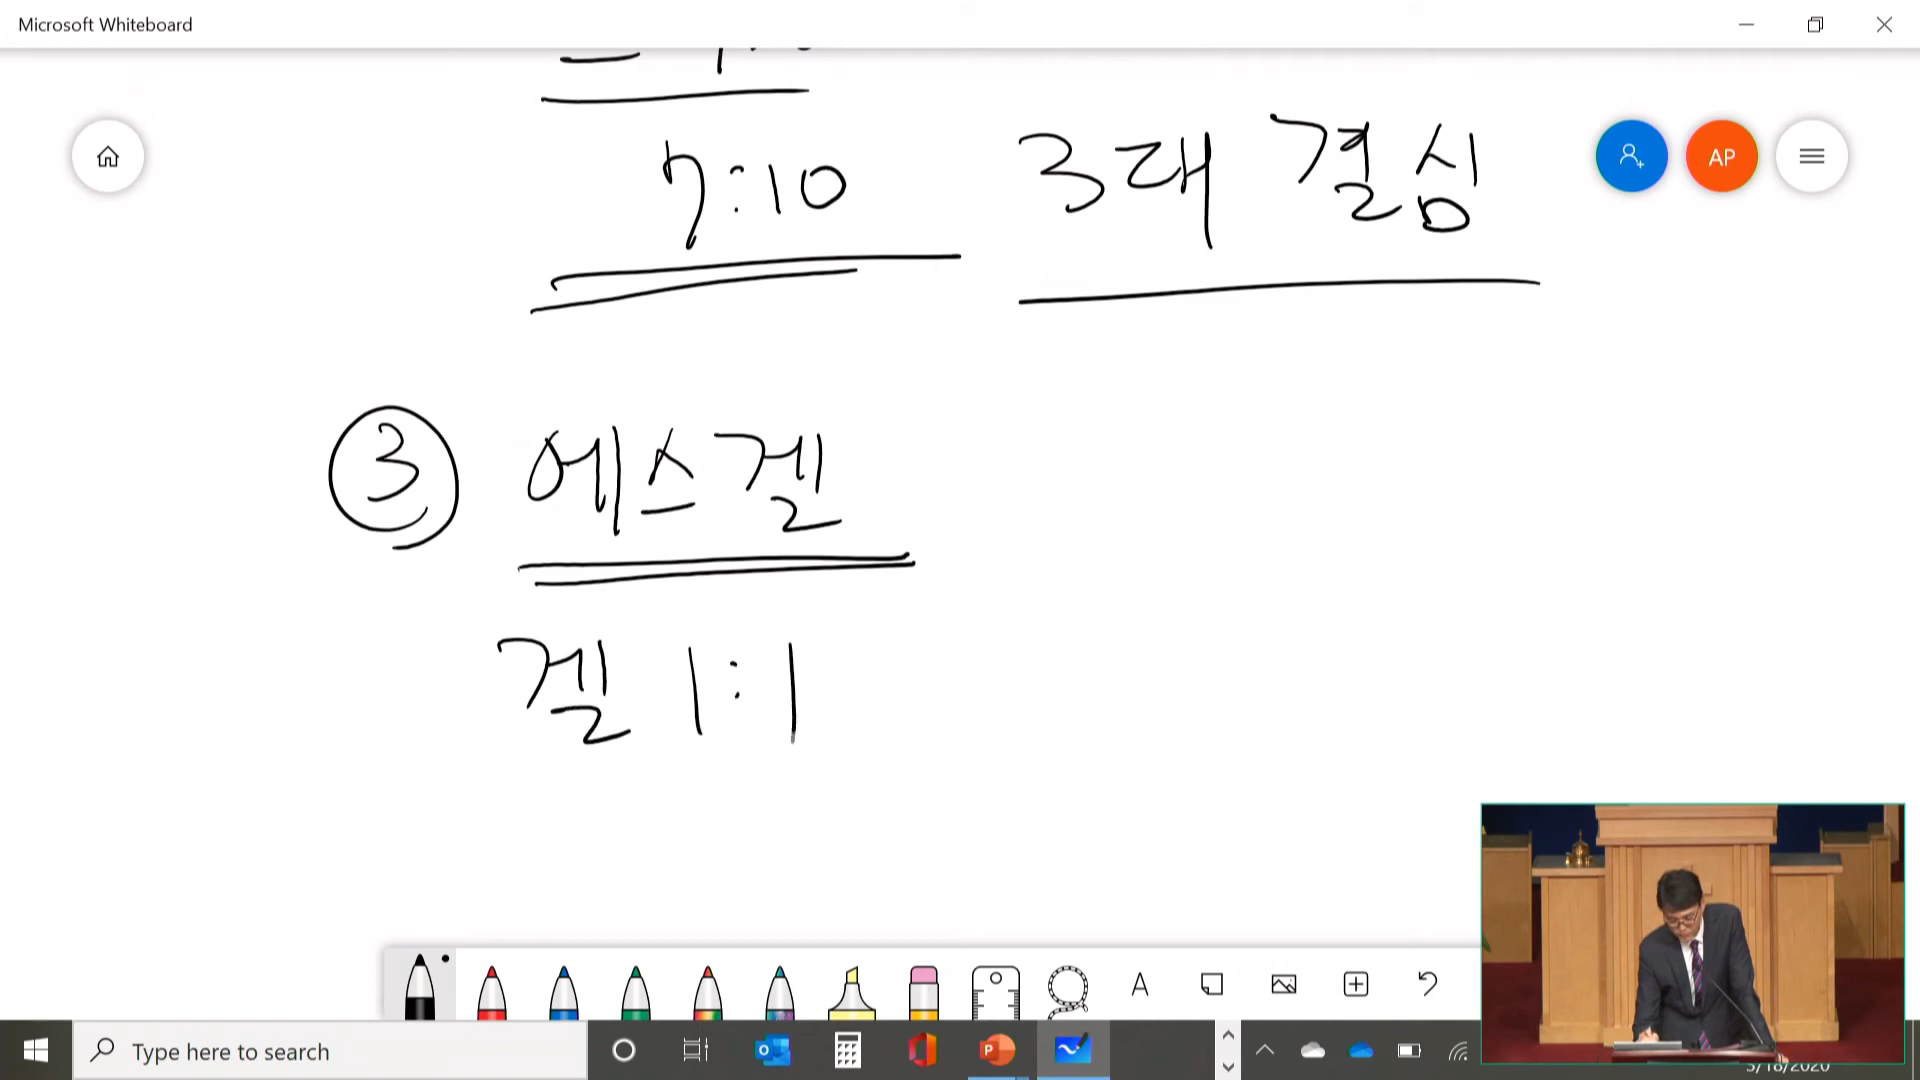 Microsoft Whiteboard
AP
7:10 3대 결심
③ 에스겔
겔 1:1
A
Type here to search